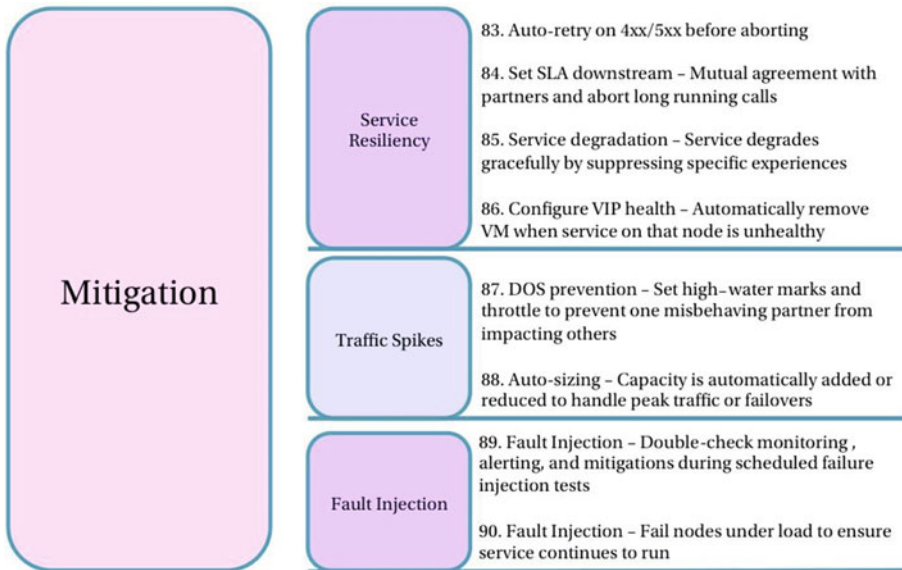 Mitigation
Service
Resiliency
83. Auto-retry on 4xx/5xx before aborting
84. Set SLA downstream – Mutual agreement with
partners and abort long running calls
85. Service degradation – Service degrades
gracefully by suppressing specific experiences
86. Configure VIP health – Automatically remove
VM when service on that node is unhealthy
Traffic Spikes
87. DOS prevention – Set high–water marks and
throttle to prevent one misbehaving partner from
impacting others
88. Auto-sizing – Capacity is automatically added or
reduced to handle peak traffic or failovers
Fault Injection
89. Fault Injection – Double-check monitoring ,
alerting, and mitigations during scheduled failure
injection tests
90. Fault Injection – Fail nodes under load to ensure
service continues to run